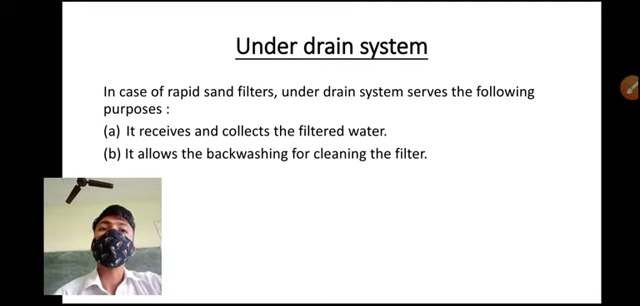 Under drain system
In case of rapid sand filters, under drain system serves the following
purposes :
(a) It receives and collects the filtered water.
(b) It allows the backwashing for cleaning the filter.